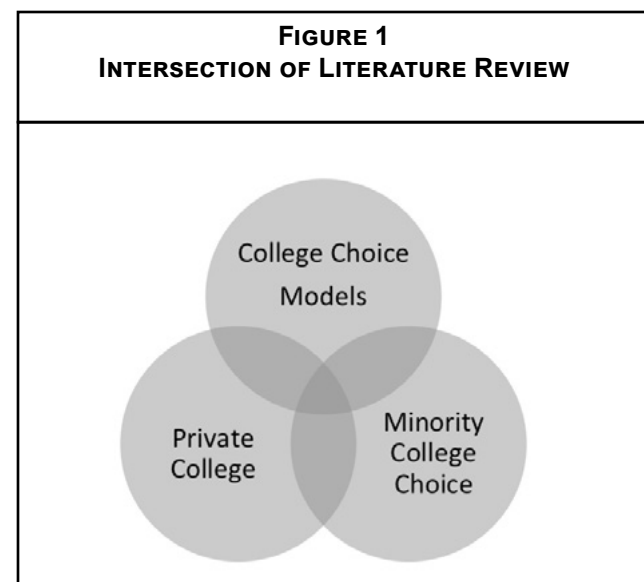 FIGURE 1
INTERSECTION OF LITERATURE REVIEW
College Choice
Models
Private
College
Minority
College
Choice